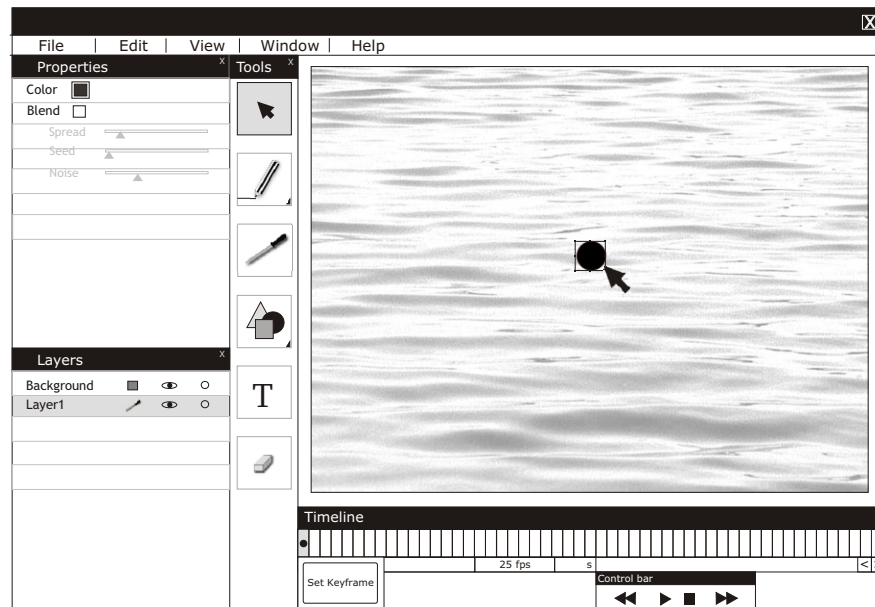 X
File | Edit | View | Window | Help
Properties x
Color
Blend
Spread
Seed
Noise
Tools x
T
Layers x
Background
Layer1
Timeline
25 fps s <
Set Keyframe
Control bar